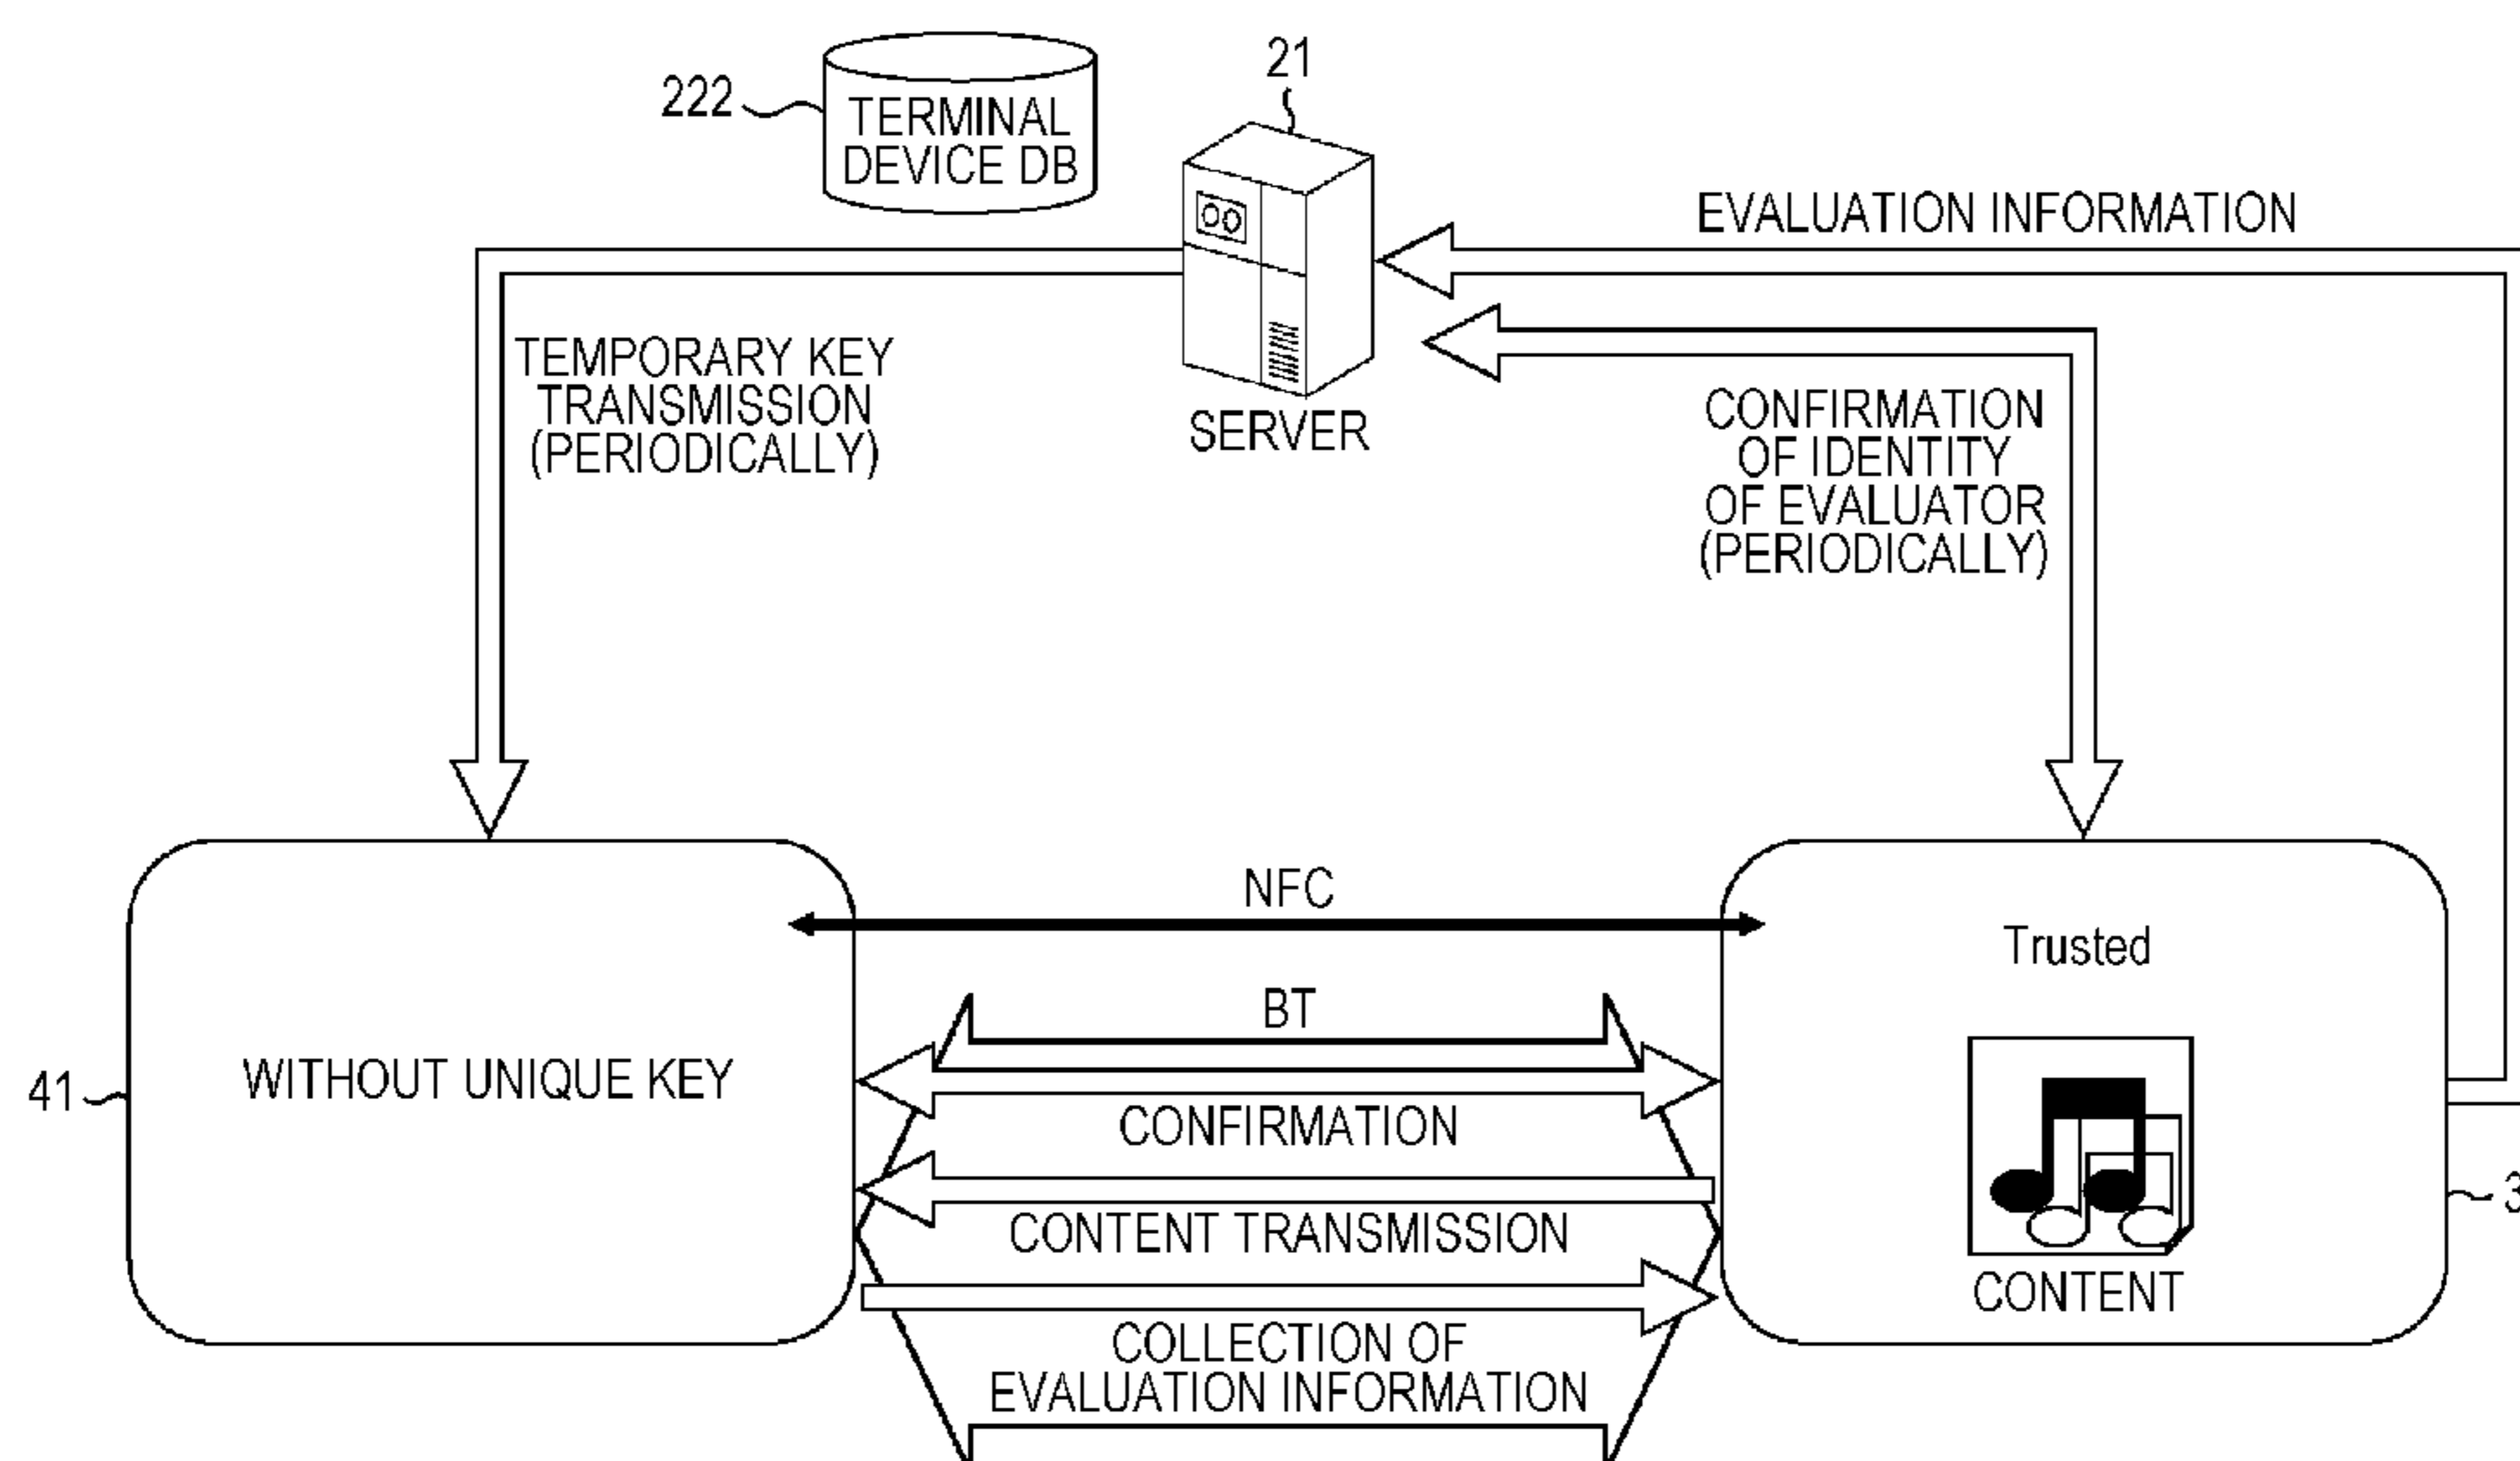 21
222
TERMINAL
DEVICE DB
EVALUATION INFORMATION
TEMPORARY KEY
TRANSMISSION
(PERIODICALLY)
SERVER
CONFIRMATION
OF IDENTITY
OF EVALUATOR
(PERIODICALLY)
NFC
Trusted
BT
41
WITHOUT UNIQUE KEY
CONFIRMATION
CONTENT TRANSMISSION
CONTENT
COLLECTION OF
EVALUATION INFORMATION